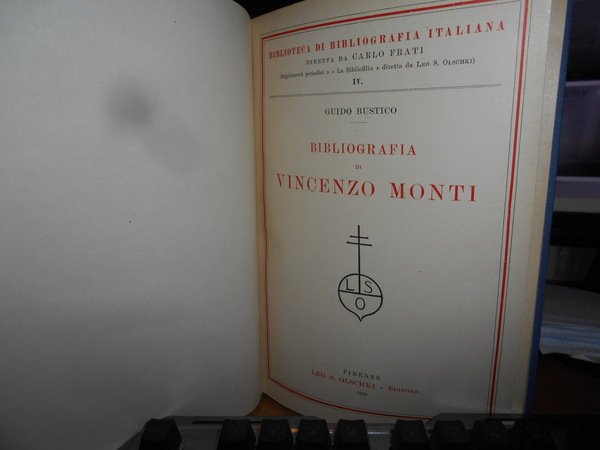 BIBLIOTECA DI BIBLIOGRAFIA ITALIANA
DIRETTA DA CARLO FRATI
(Supplementi periodici a « La Bibliofilia » diretta da LEO S. OLSCHKI)
IV.
GUIDO BUSTICO
BIBLIOGRAFIA
DI
VINCENZO MONTI
L S
O
FIRENZE
LEO S. OLSCHKI - EDITORE
1924